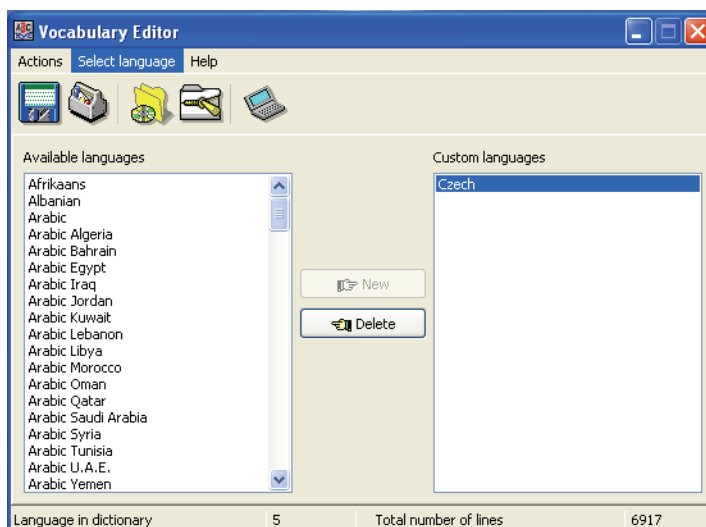 Vocabulary Editor
Actions Select language Help
Available languages
Custom languages
Afrikaans
Albanian
Arabic
Arabic Algeria
Arabic Bahrain
Arabic Egypt
Arabic Iraq
Arabic Jordan
Arabic Kuwait
Arabic Lebanon
Arabic Libya
Arabic Morocco
Arabic Oman
Arabic Qatar
Arabic Saudi Arabia
Arabic Syria
Arabic Tunisia
Arabic U.A.E.
Arabic Yemen
New
Delete
Czech
Language in dictionary 5 Total number of lines 6917